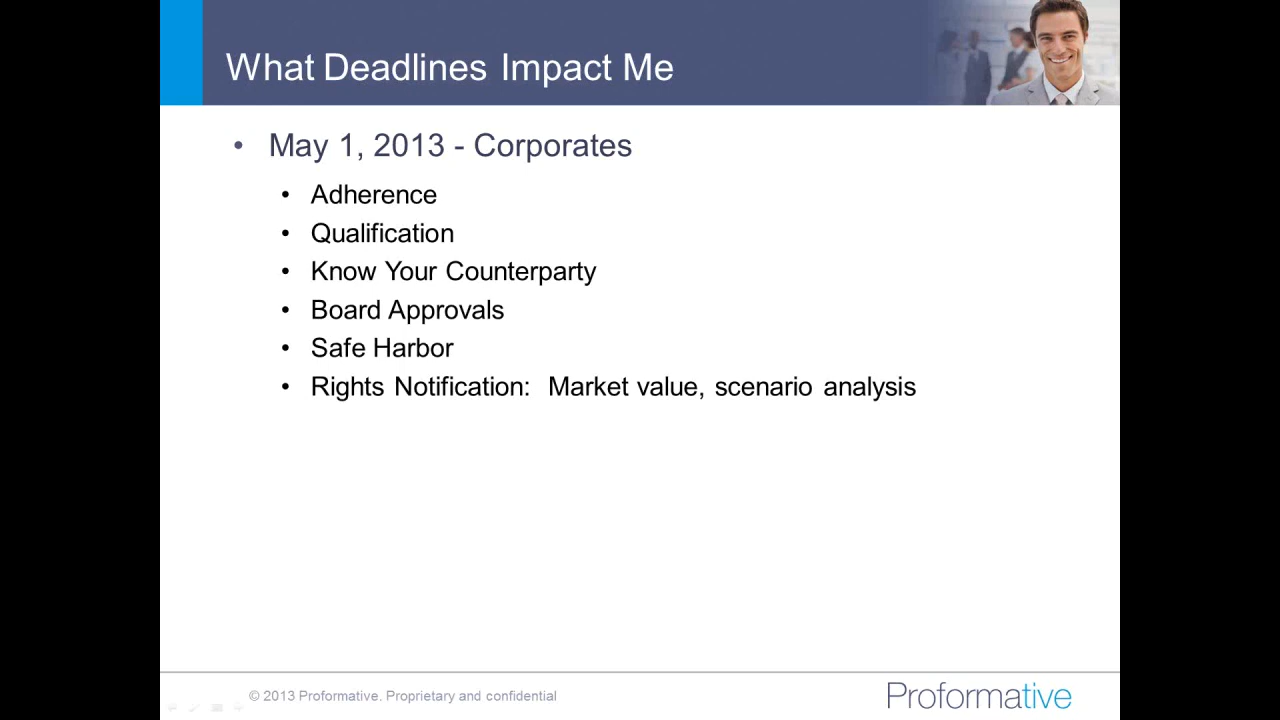 What Deadlines Impact Me
• May 1, 2013 - Corporates
• Adherence
• Qualification
• Know Your Counterparty
• Board Approvals
• Safe Harbor
• Rights Notification: Market value, scenario analysis
© 2013 Proformative. Proprietary and confidential
Proformative